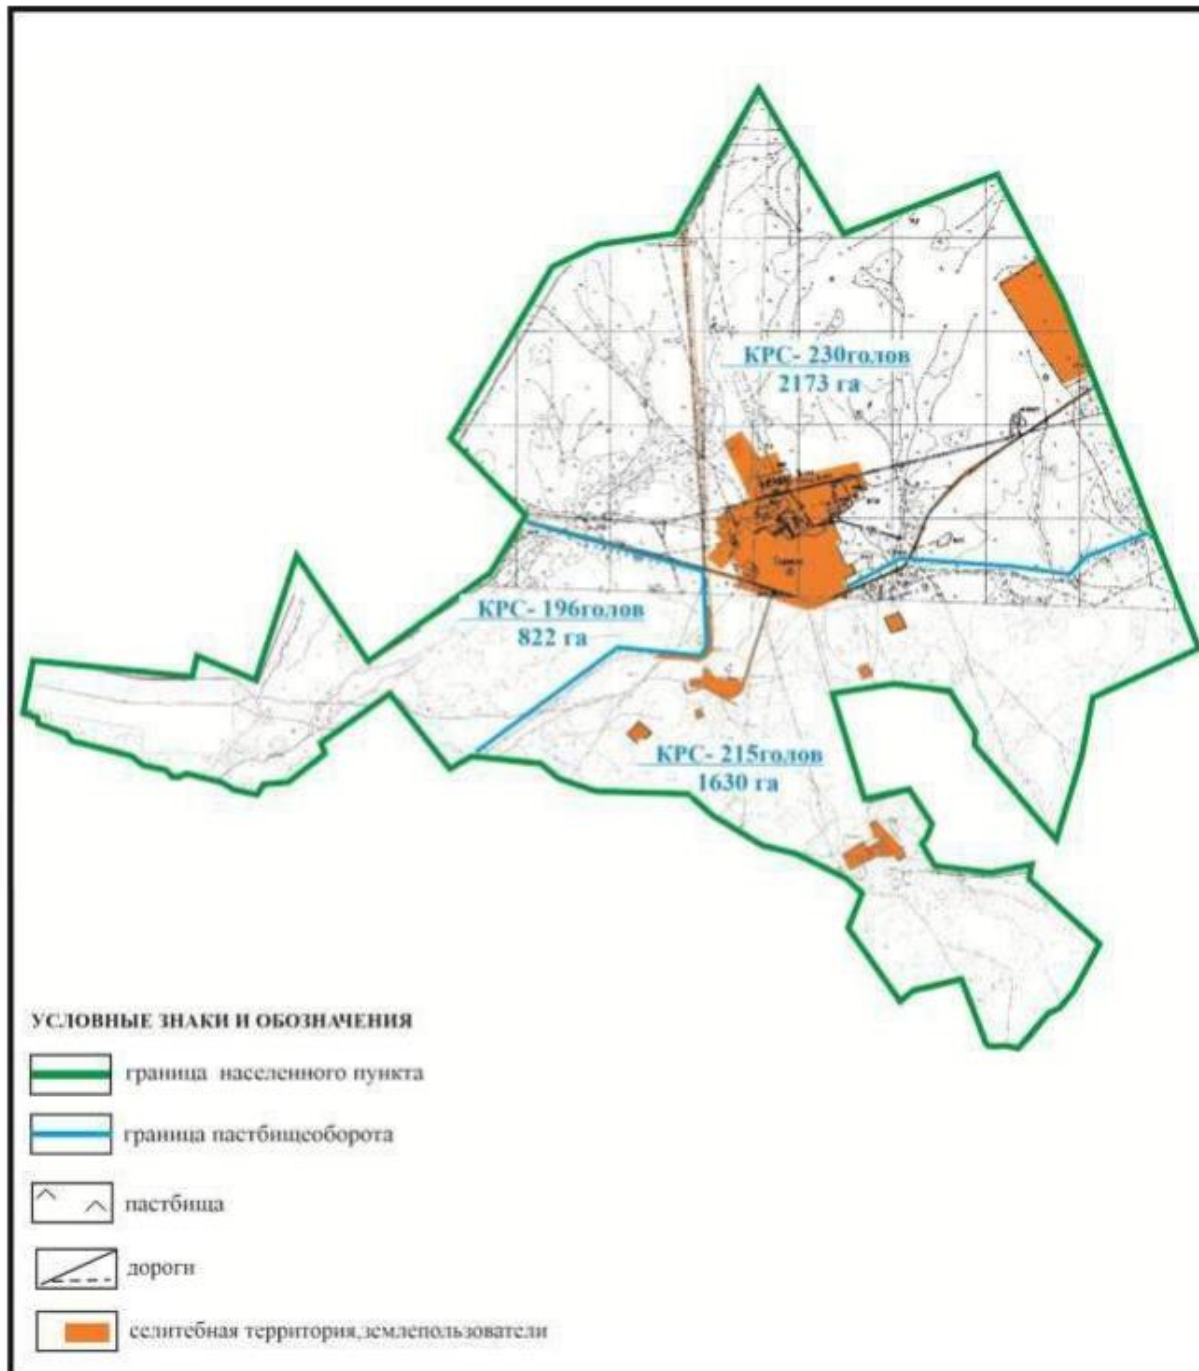 КРС- 230голов
2173 га
КРС- 196голов
822 га
КРС- 215голов
1630 га
УСЛОВНЫЕ ЗНАКИ И ОБОЗНАЧЕНИЯ
граница населенного пункта
граница пастбищеоборота
пастбища
дороги
селитебная территория,землепользователи